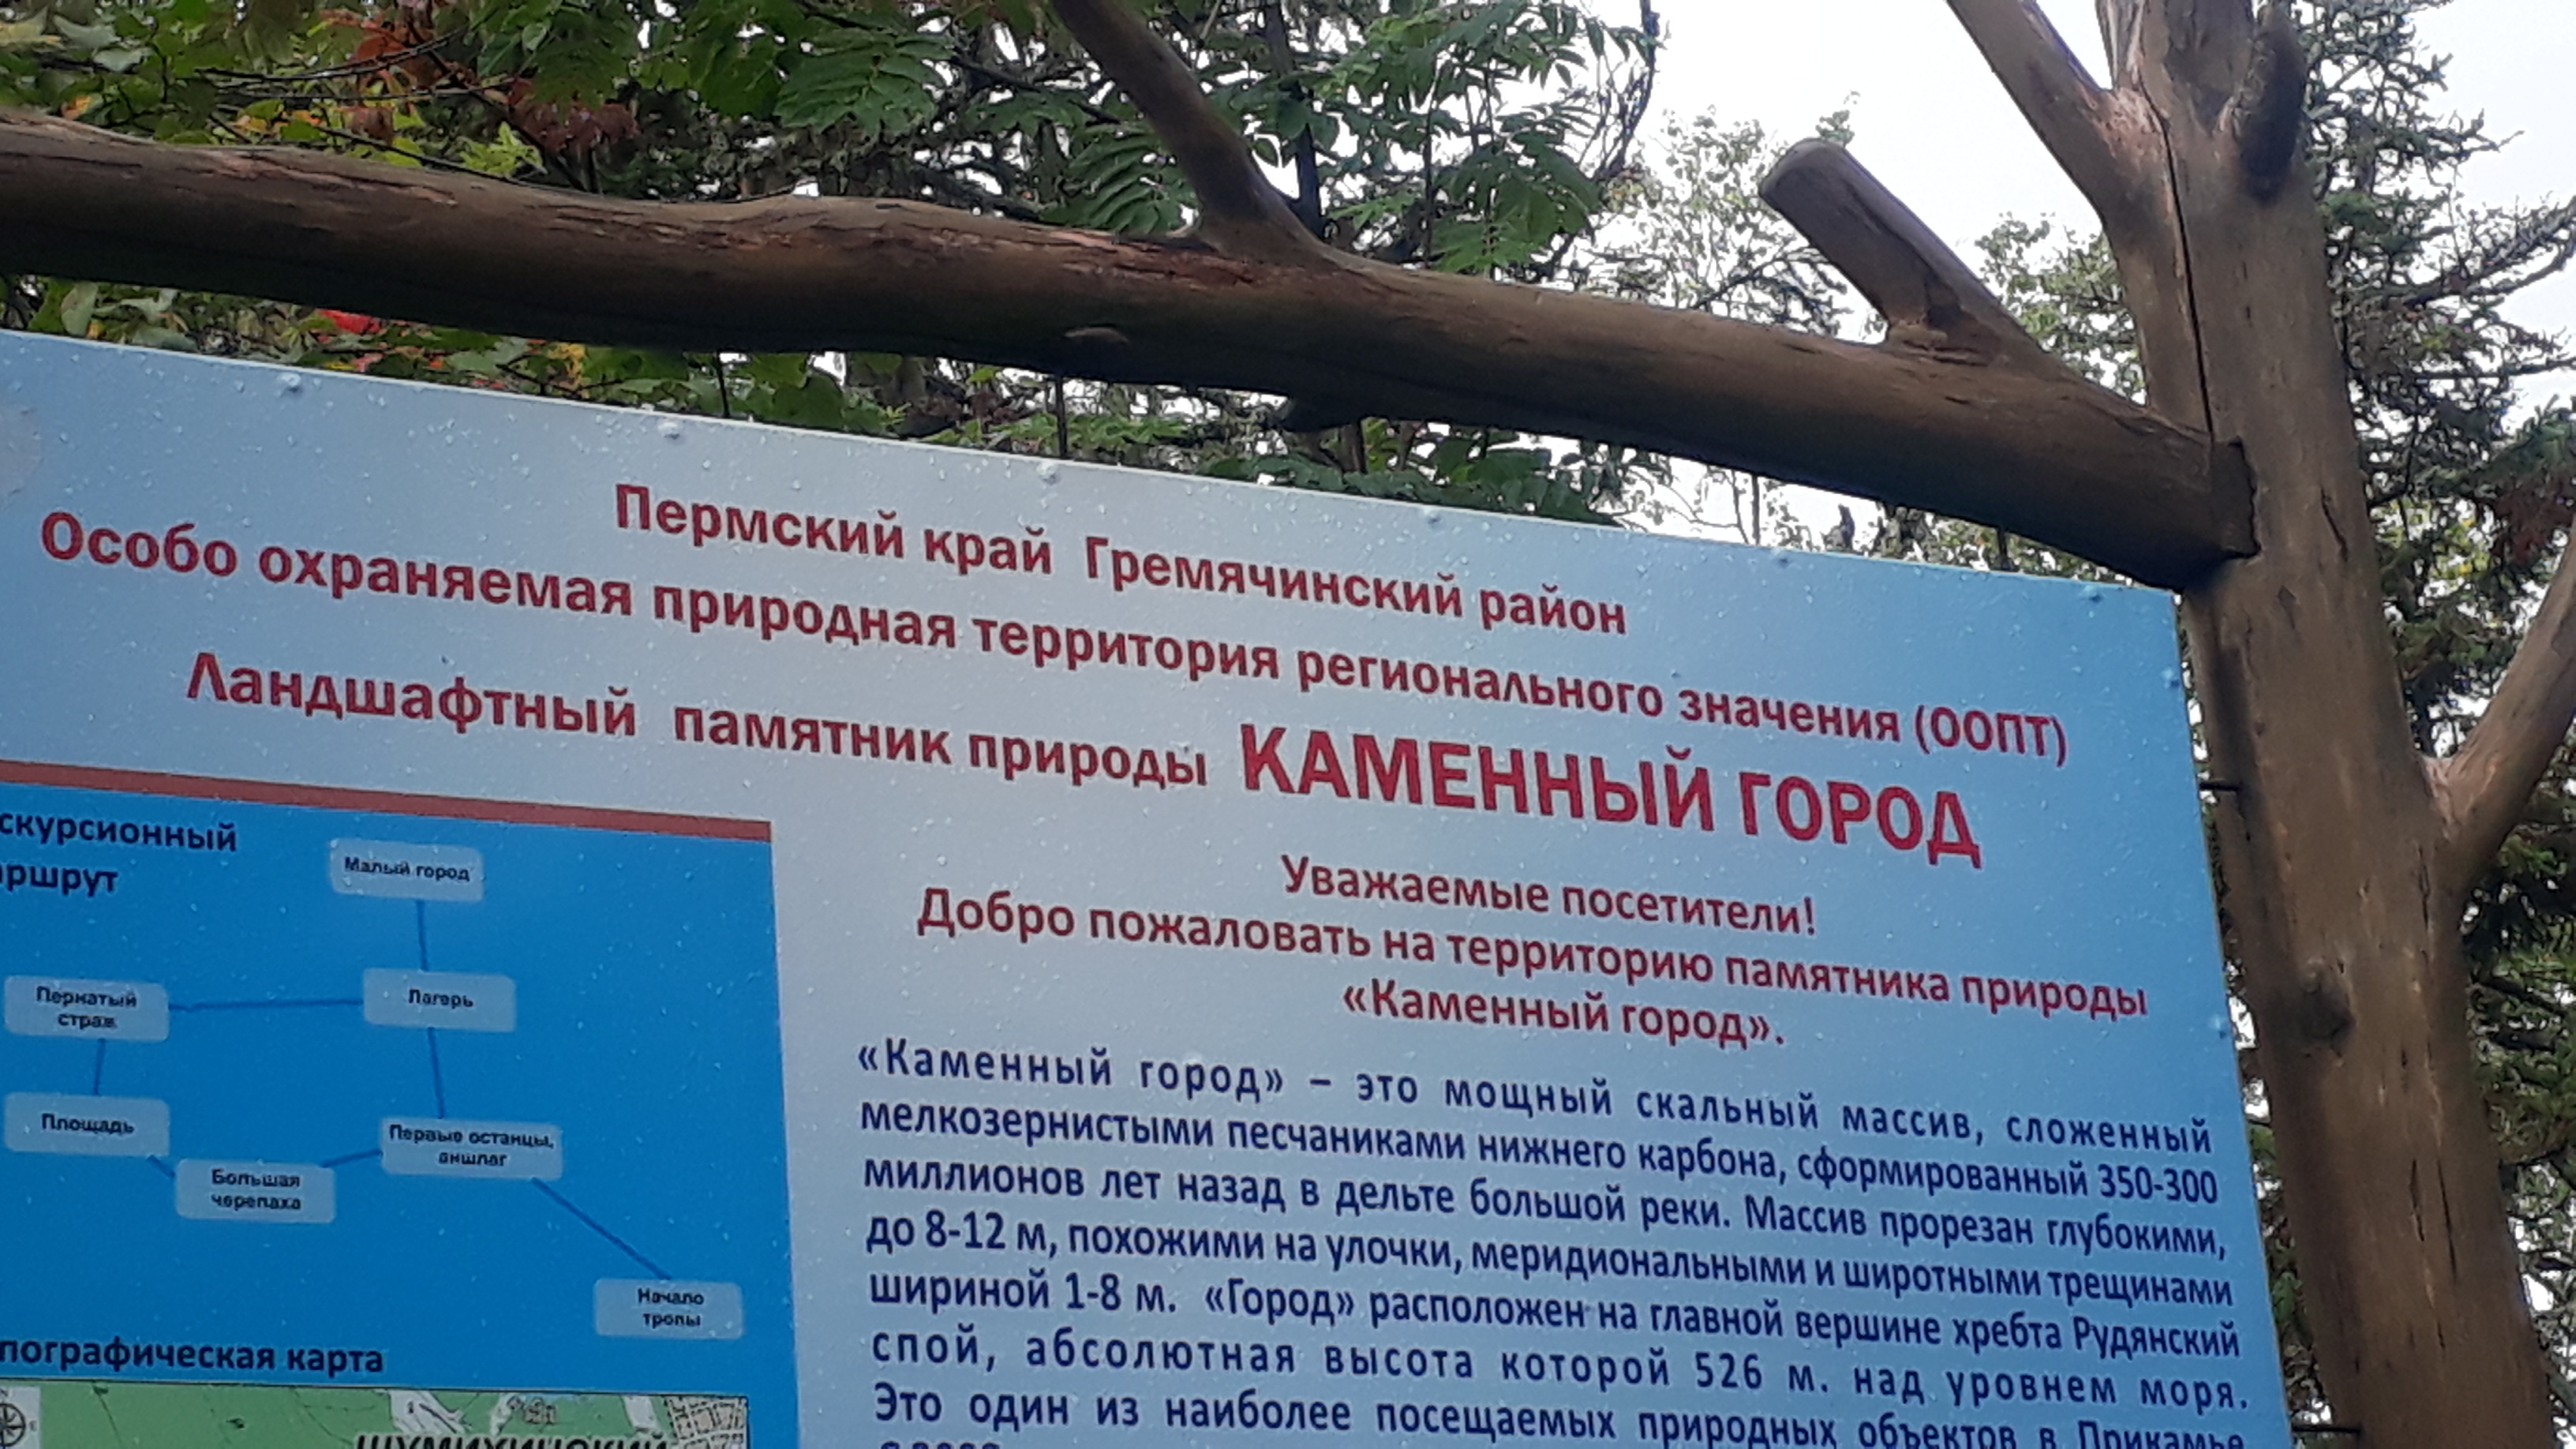 Пермский край Гремячинский район
Особо охраняемая природная территория регионального значения (ООПТ)
Ландшафтный памятник природы КАМЕННЫЙ ГОРОД
скурсионный
ршрут
Малый город
Пернатый
страж
Лагерь
Площадь
Первые останцы,
аншлаг
Большая
черепаха
Начало
тропы
пографическая карта
ШУМИХИНСКИЙ
Уважаемые посетители!
Добро пожаловать на территорию памятника природы
«Каменный город».
«Каменный город» – это мощный скальный массив, сложенный
мелкозернистыми песчаниками нижнего карбона, сформированный 350-300
миллионов лет назад в дельте большой реки. Массив прорезан глубокими,
до 8-12 м, похожими на улочки, меридиональными и широтными трещинами
шириной 1-8 м. «Город» расположен на главной вершине хребта Рудянский
спой, абсолютная высота которой 526 м. над уровнем моря.
Это один из наиболее посещаемых природных объектов в Прикамье